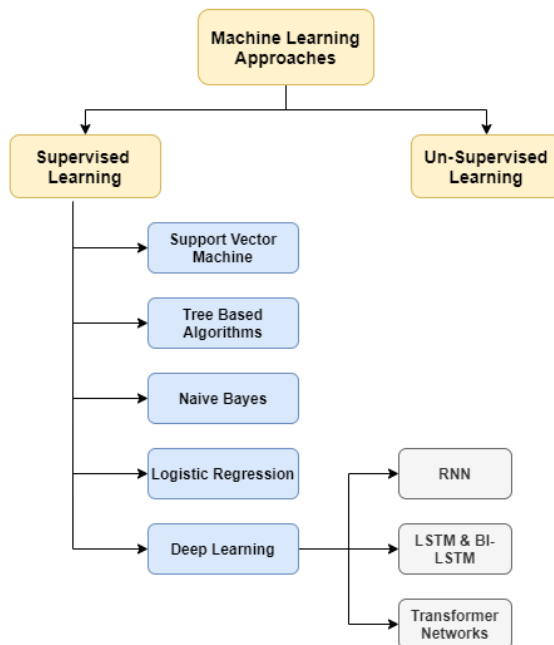 Machine Learning
Approaches
Supervised
Learning
Un-Supervised
Learning
Support Vector
Machine
Tree Based
Algorithms
Naive Bayes
Logistic Regression
RNN
Deep Learning
LSTM & BI-
LSTM
Transformer
Networks